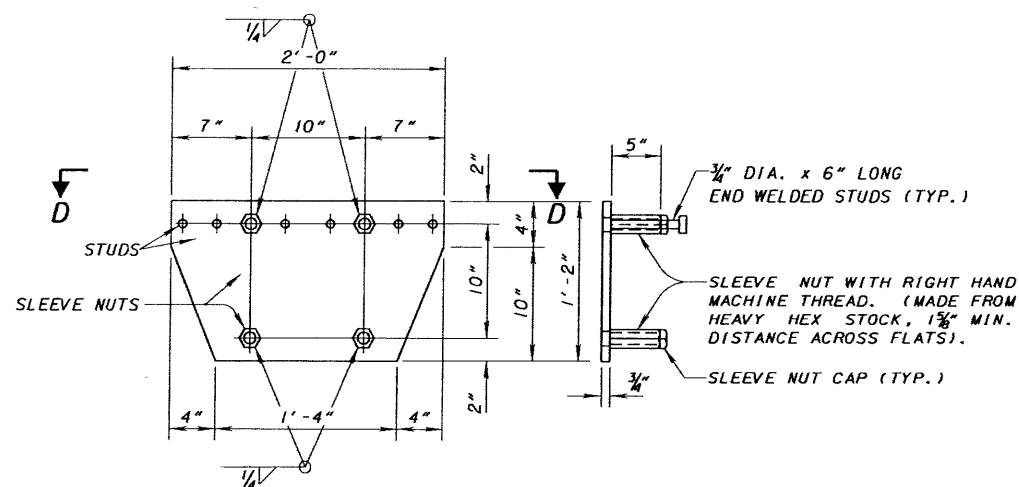 1/4
2'-0"
7" 10" 7"
2"
D
D
5"
3/4" DIA. x 6" LONG
END WELDED STUDS (TYP.)
STUDS
4"
10"
10"
1'-2"
SLEEVE NUTS
SLEEVE NUT WITH RIGHT HAND
MACHINE THREAD. (MADE FROM
HEAVY HEX STOCK, 1 5/8" MIN.
DISTANCE ACROSS FLATS).
SLEEVE NUT CAP (TYP.)
3/4"
2"
4" 1'-4" 4"
1/4